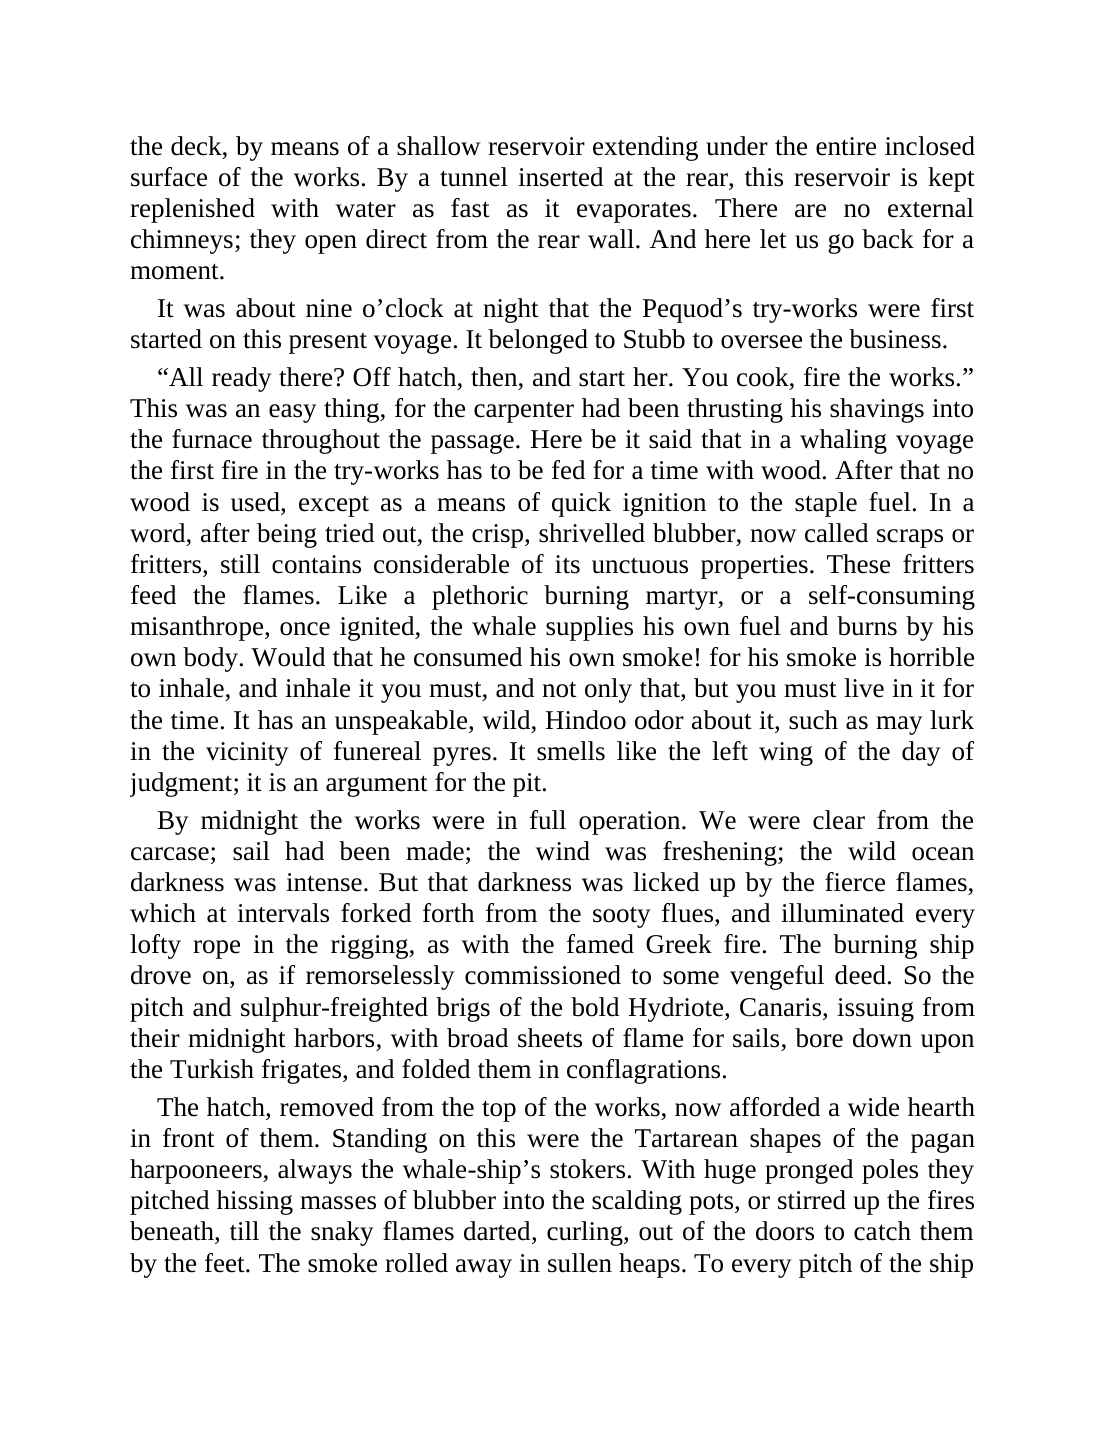 the deck, by means of a shallow reservoir extending under the entire inclosed
surface of the works. By a tunnel inserted at the rear, this reservoir is kept
replenished with water as fast as it evaporates. There are no external
chimneys; they open direct from the rear wall. And here let us go back for a
moment.
It was about nine o’clock at night that the Pequod’s try-works were first
started on this present voyage. It belonged to Stubb to oversee the business.
“All ready there? Off hatch, then, and start her. You cook, fire the works.”
This was an easy thing, for the carpenter had been thrusting his shavings into
the furnace throughout the passage. Here be it said that in a whaling voyage
the first fire in the try-works has to be fed for a time with wood. After that no
wood is used, except as a means of quick ignition to the staple fuel. In a
word, after being tried out, the crisp, shrivelled blubber, now called scraps or
fritters, still contains considerable of its unctuous properties. These fritters
feed the flames. Like a plethoric burning martyr, or a self-consuming
misanthrope, once ignited, the whale supplies his own fuel and burns by his
own body. Would that he consumed his own smoke! for his smoke is horrible
to inhale, and inhale it you must, and not only that, but you must live in it for
the time. It has an unspeakable, wild, Hindoo odor about it, such as may lurk
in the vicinity of funereal pyres. It smells like the left wing of the day of
judgment; it is an argument for the pit.
By midnight the works were in full operation. We were clear from the
carcase; sail had been made; the wind was freshening; the wild ocean
darkness was intense. But that darkness was licked up by the fierce flames,
which at intervals forked forth from the sooty flues, and illuminated every
lofty rope in the rigging, as with the famed Greek fire. The burning ship
drove on, as if remorselessly commissioned to some vengeful deed. So the
pitch and sulphur-freighted brigs of the bold Hydriote, Canaris, issuing from
their midnight harbors, with broad sheets of flame for sails, bore down upon
the Turkish frigates, and folded them in conflagrations.
The hatch, removed from the top of the works, now afforded a wide hearth
in front of them. Standing on this were the Tartarean shapes of the pagan
harpooneers, always the whale-ship’s stokers. With huge pronged poles they
pitched hissing masses of blubber into the scalding pots, or stirred up the fires
beneath, till the snaky flames darted, curling, out of the doors to catch them
by the feet. The smoke rolled away in sullen heaps. To every pitch of the ship